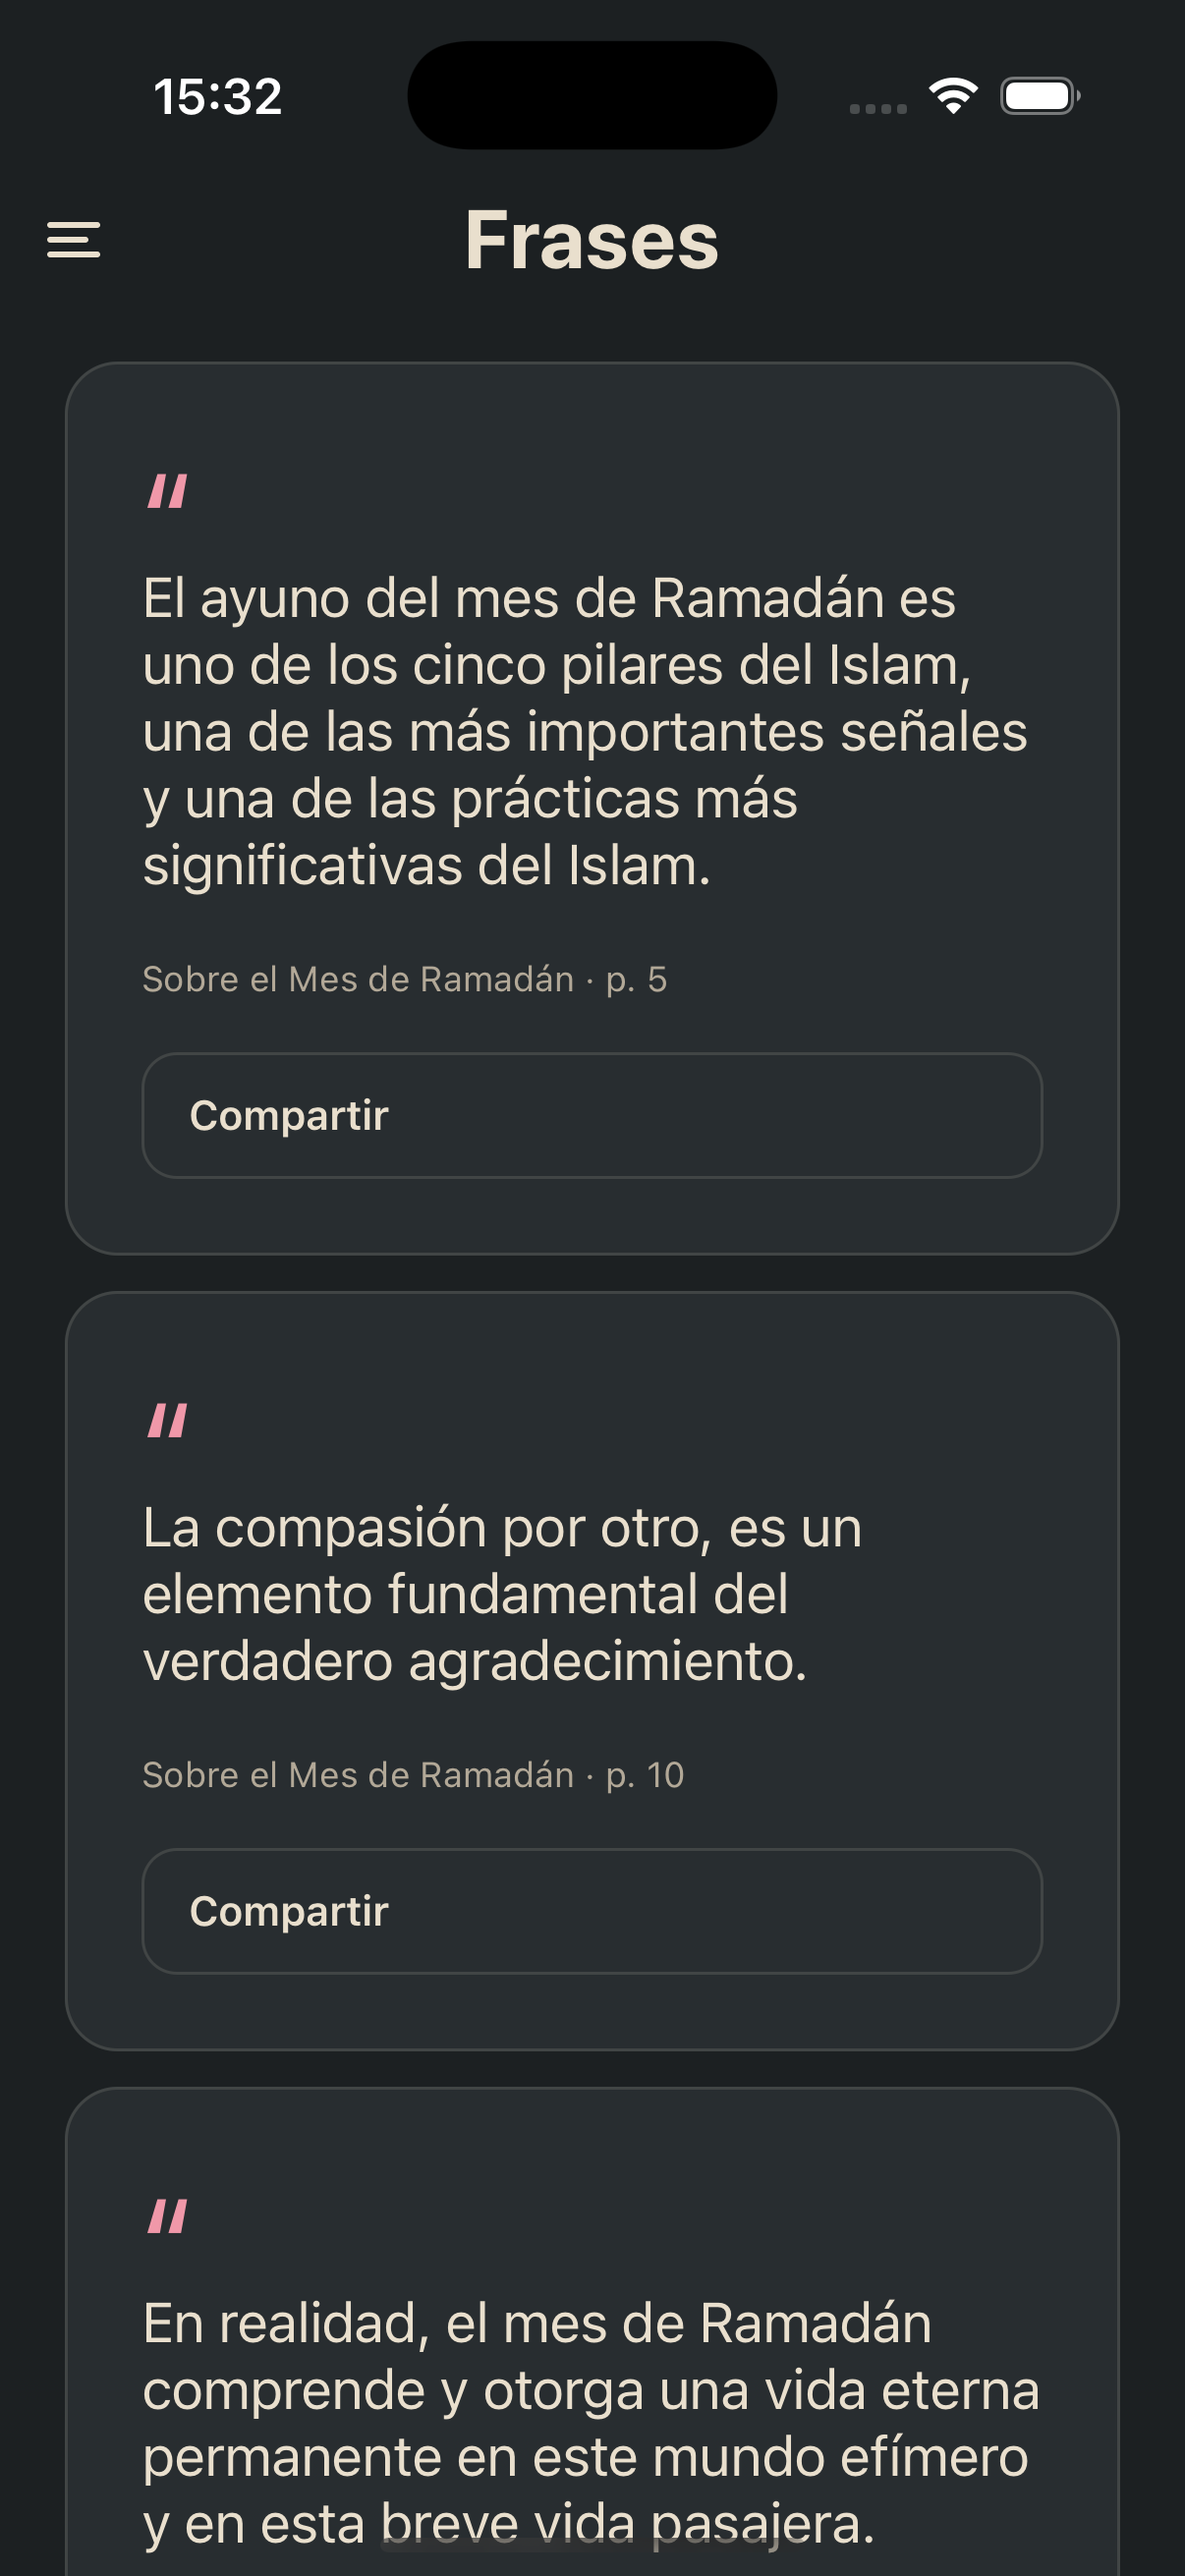 15:32
Frases
“
El ayuno del mes de Ramadán es
uno de los cinco pilares del Islam,
una de las más importantes señales
y una de las prácticas más
significativas del Islam.
Sobre el Mes de Ramadán · p. 5
Compartir
“
La compasión por otro, es un
elemento fundamental del
verdadero agradecimiento.
Sobre el Mes de Ramadán · p. 10
Compartir
“
En realidad, el mes de Ramadán
comprende y otorga una vida eterna
permanente en este mundo efímero
y en esta breve vida pasajera.